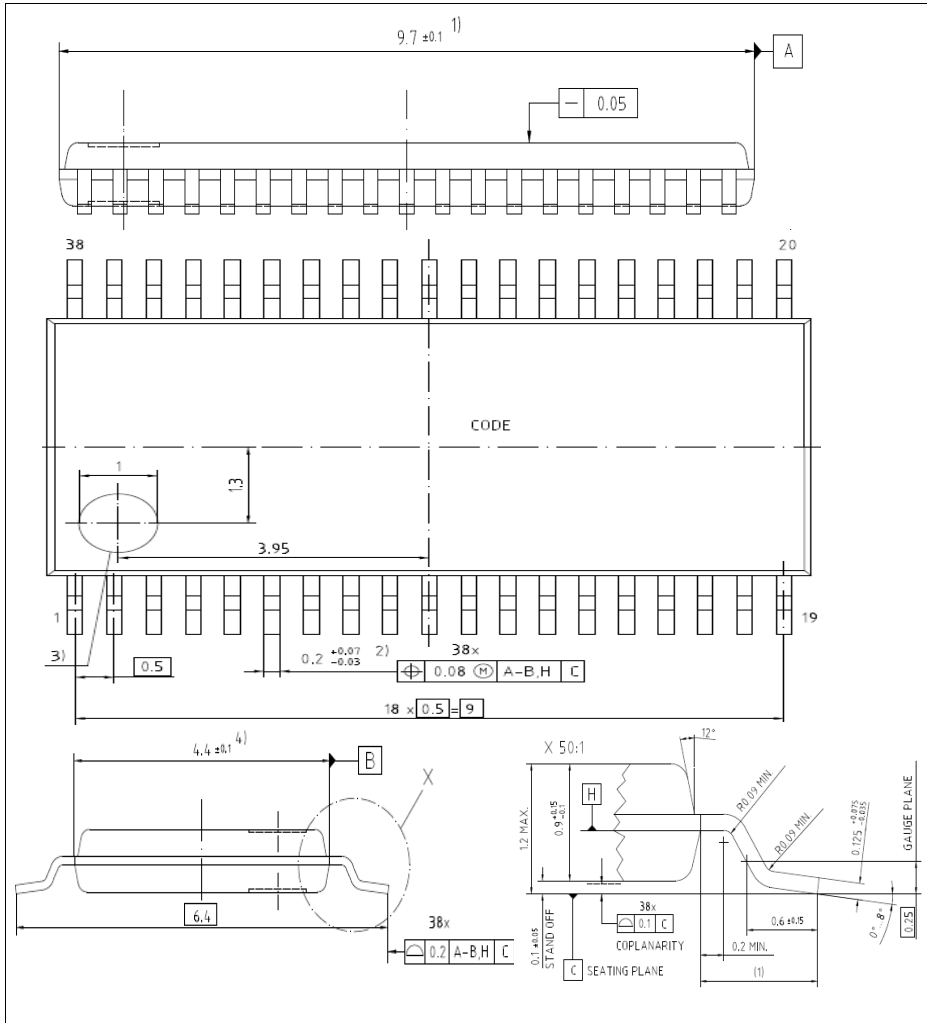 9.7 ±0.1 1)
A
— 0.05
38
20
CODE
1
1.3
3.95
1
19
3)
0.5
0.2 +0.07 -0.03 2)
38x
⌖ 0.08 Ⓜ A-B,H C
18 x 0.5 = 9
4.4 ±0.1 4)
B
X
6.4
38x
⌓ 0.2 A-B,H C
X 50:1
12°
1.2 MAX.
0.9 +0.15 -0.1
H
R0.09 MIN.
R0.09 MIN
0.125 +0.075 -0.035
GAUGE PLANE
0.25
0°...8°
0.1 ±0.05
STAND OFF
38x
⌓ 0.1 C
COPLANARITY
C SEATING PLANE
0.6 ±0.15
0.2 MIN.
(1)